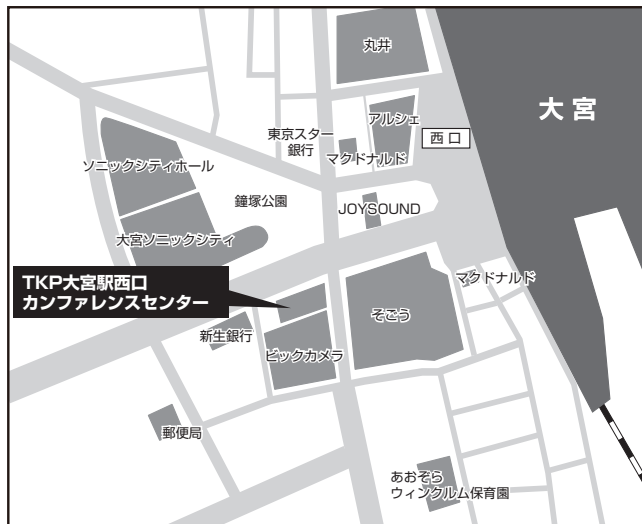 丸井
大宮
アルシェ
西口
東京スター
銀行
マクドナルド
ソニックシティホール
鐘塚公園
JOYSOUND
大宮ソニックシティ
マクドナルド
TKP大宮駅西口
カンファレンスセンター
そごう
新生銀行
ビックカメラ
郵便局
あおぞら
ウィンクルム保育園